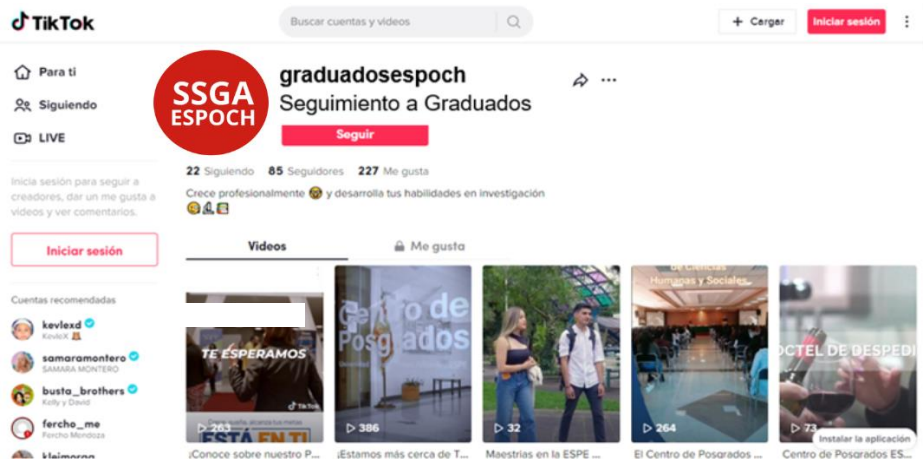 TikTok
Buscar cuentas y videos
+ Cargar
Iniciar sesión
Para ti
Siguiendo
LIVE
Inicia sesión para seguir a
creadores, dar un me gusta a
videos y ver comentarios.
Iniciar sesión
Cuentas recomendadas
kevlexd
KevleX
samaramontero
SAMARA MONTERO
busta_brothers
Kelly y David
fercho_me
Fercho Mendoza
kleimorga
SSGA
ESPOCH
graduadosespoch
Seguimiento a Graduados
Seguir
22 Siguiendo 85 Seguidores 227 Me gusta
Crece profesionalmente 🤓 y desarrolla tus habilidades en investigación
Videos
Me gusta
TE ESPERAMOS
TikTok
ESTÁ EN TI
263
¡Conoce sobre nuestro P...
Centro de
Posgrados
386
¡Estamos más cerca de T...
32
Maestrías en la ESPE ...
de Ciencias
Humanas y Sociales
264
El Centro de Posgrados ...
OCTEL DE DESPEDI
73
Instalar la aplicación
Centro de Posgrados ES...